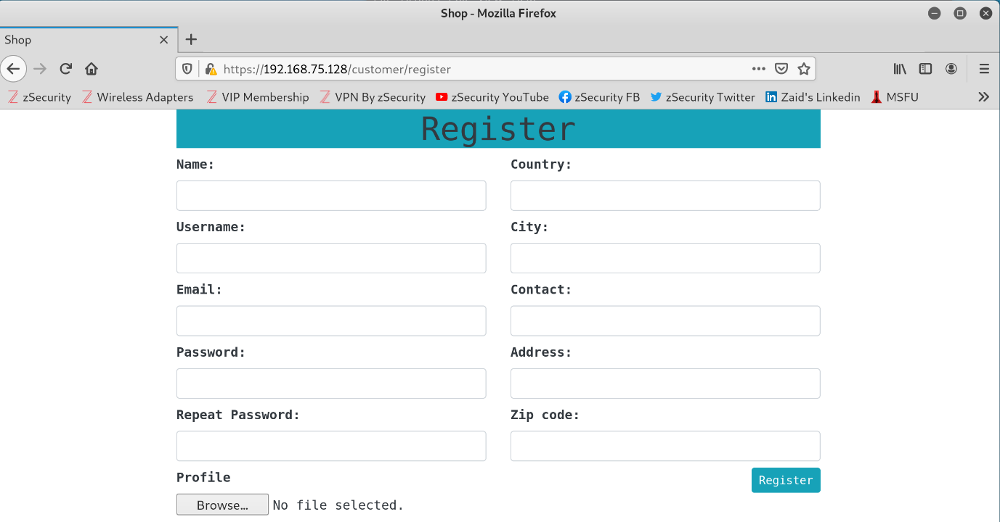 Shop - Mozilla Firefox
Shop
https://192.168.75.128/customer/register
zSecurity Wireless Adapters VIP Membership VPN By zSecurity zSecurity YouTube zSecurity FB zSecurity Twitter Zaid's Linkedin MSFU
Register
Name: Country:
Username: City:
Email: Contact:
Password: Address:
Repeat Password: Zip code:
Profile Register
Browse... No file selected.